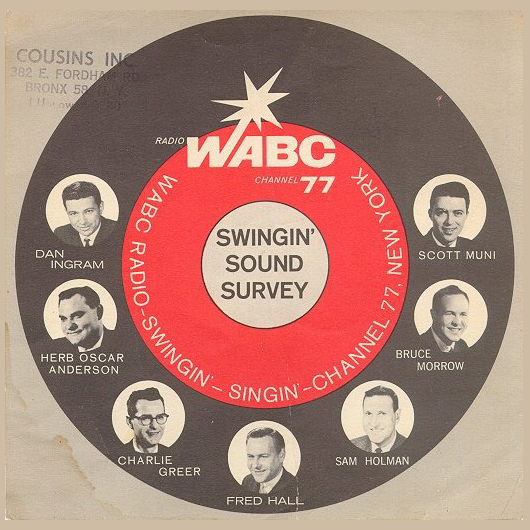 COUSINS INC
382 E. FORDHAM RD.
BRONX 58, N. Y.
RADIO
WABC
CHANNEL 77
WABC RADIO-SWINGIN'- SINGIN'-CHANNEL 77, NEW YORK
SWINGIN'
SOUND
SURVEY
DAN
INGRAM
SCOTT MUNI
HERB OSCAR
ANDERSON
BRUCE
MORROW
CHARLIE
GREER
SAM HOLMAN
FRED HALL